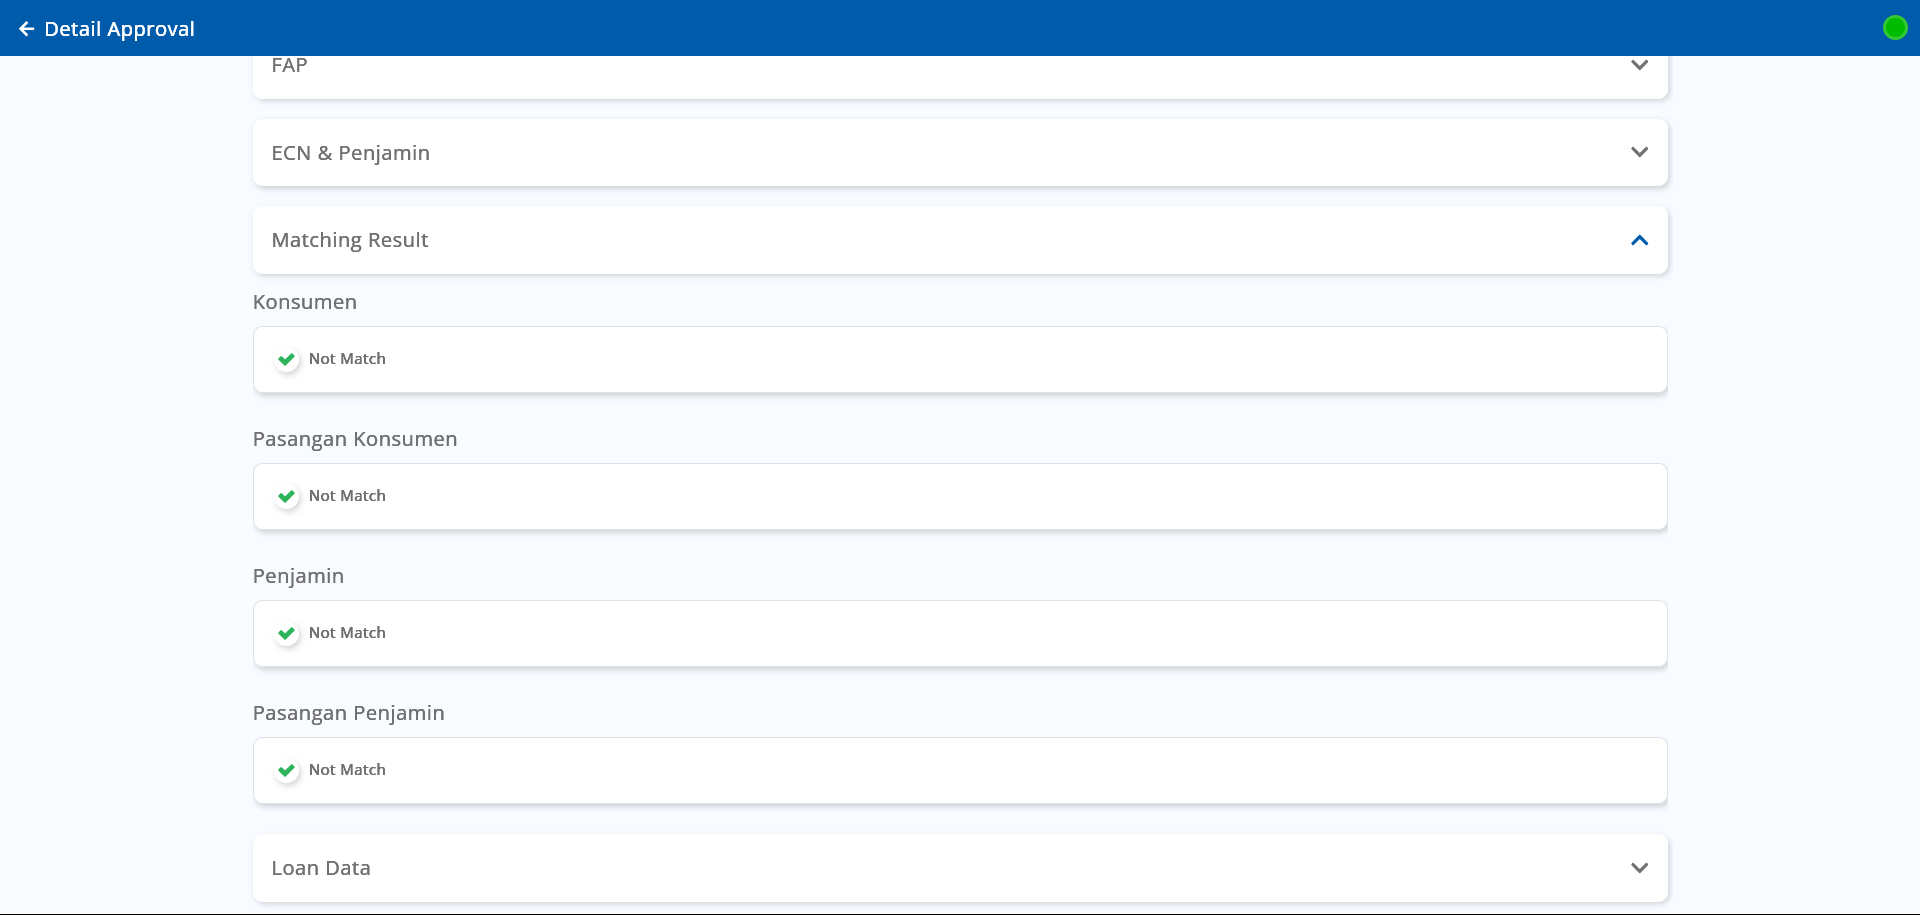 Detail Approval
FAP
ECN & Penjamin
Matching Result
Konsumen
Not Match
Pasangan Konsumen
Not Match
Penjamin
Not Match
Pasangan Penjamin
Not Match
Loan Data